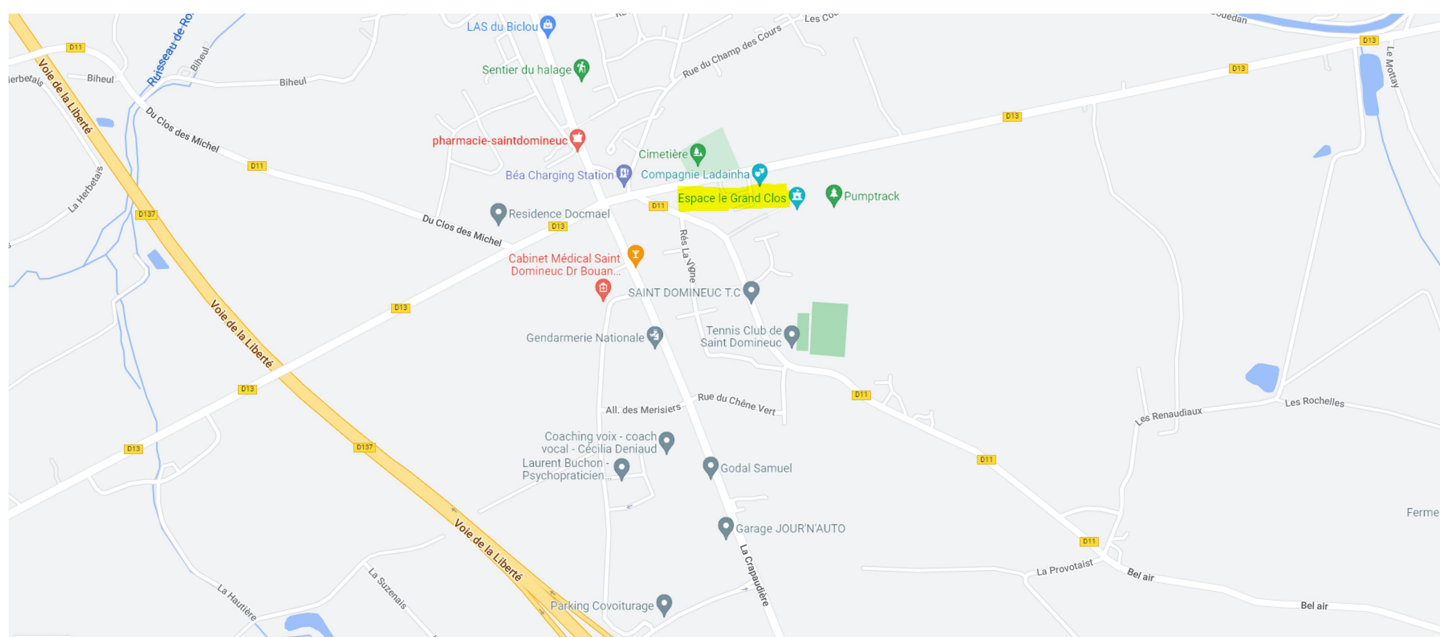 LAS du Biclou
D11
Voie de la Liberté
Ruisseau de Ro
Biheul
Biheul
Biheul
Sentier du halage
Rue du Champ des Cours
Les Cou
D13
D13
D13
Le Mottay
Du Clos des Michel
D11
pharmacie-saintdomineuc
Cimetière
Béa Charging Station
Compagnie Ladainha
Espace le Grand Clos
Pumptrack
La Herbetais
D137
Residence Docmael
D11
D13
Du Clos des Michel
Rés La Vigne
Cabinet Médical Saint
Domineuc Dr Bouan...
SAINT DOMINEUC T.C
D13
Voie de la Liberté
Gendarmerie Nationale
Tennis Club de
Saint Domineuc
D13
D11
All. des Merisiers
Rue du Chêne Vert
Les Renaudiaux
Les Rochelles
D13
D137
Coaching voix - coach
vocal - Cécilia Deniaud
Laurent Buchon -
Psychopraticien...
Godal Samuel
D11
Ferme
Garage JOUR'N'AUTO
Voie de la Liberté
D11
La Crapaudière
La Provotaist
Bel air
Bel air
La Hautière
La Suzenais
Parking Covoiturage